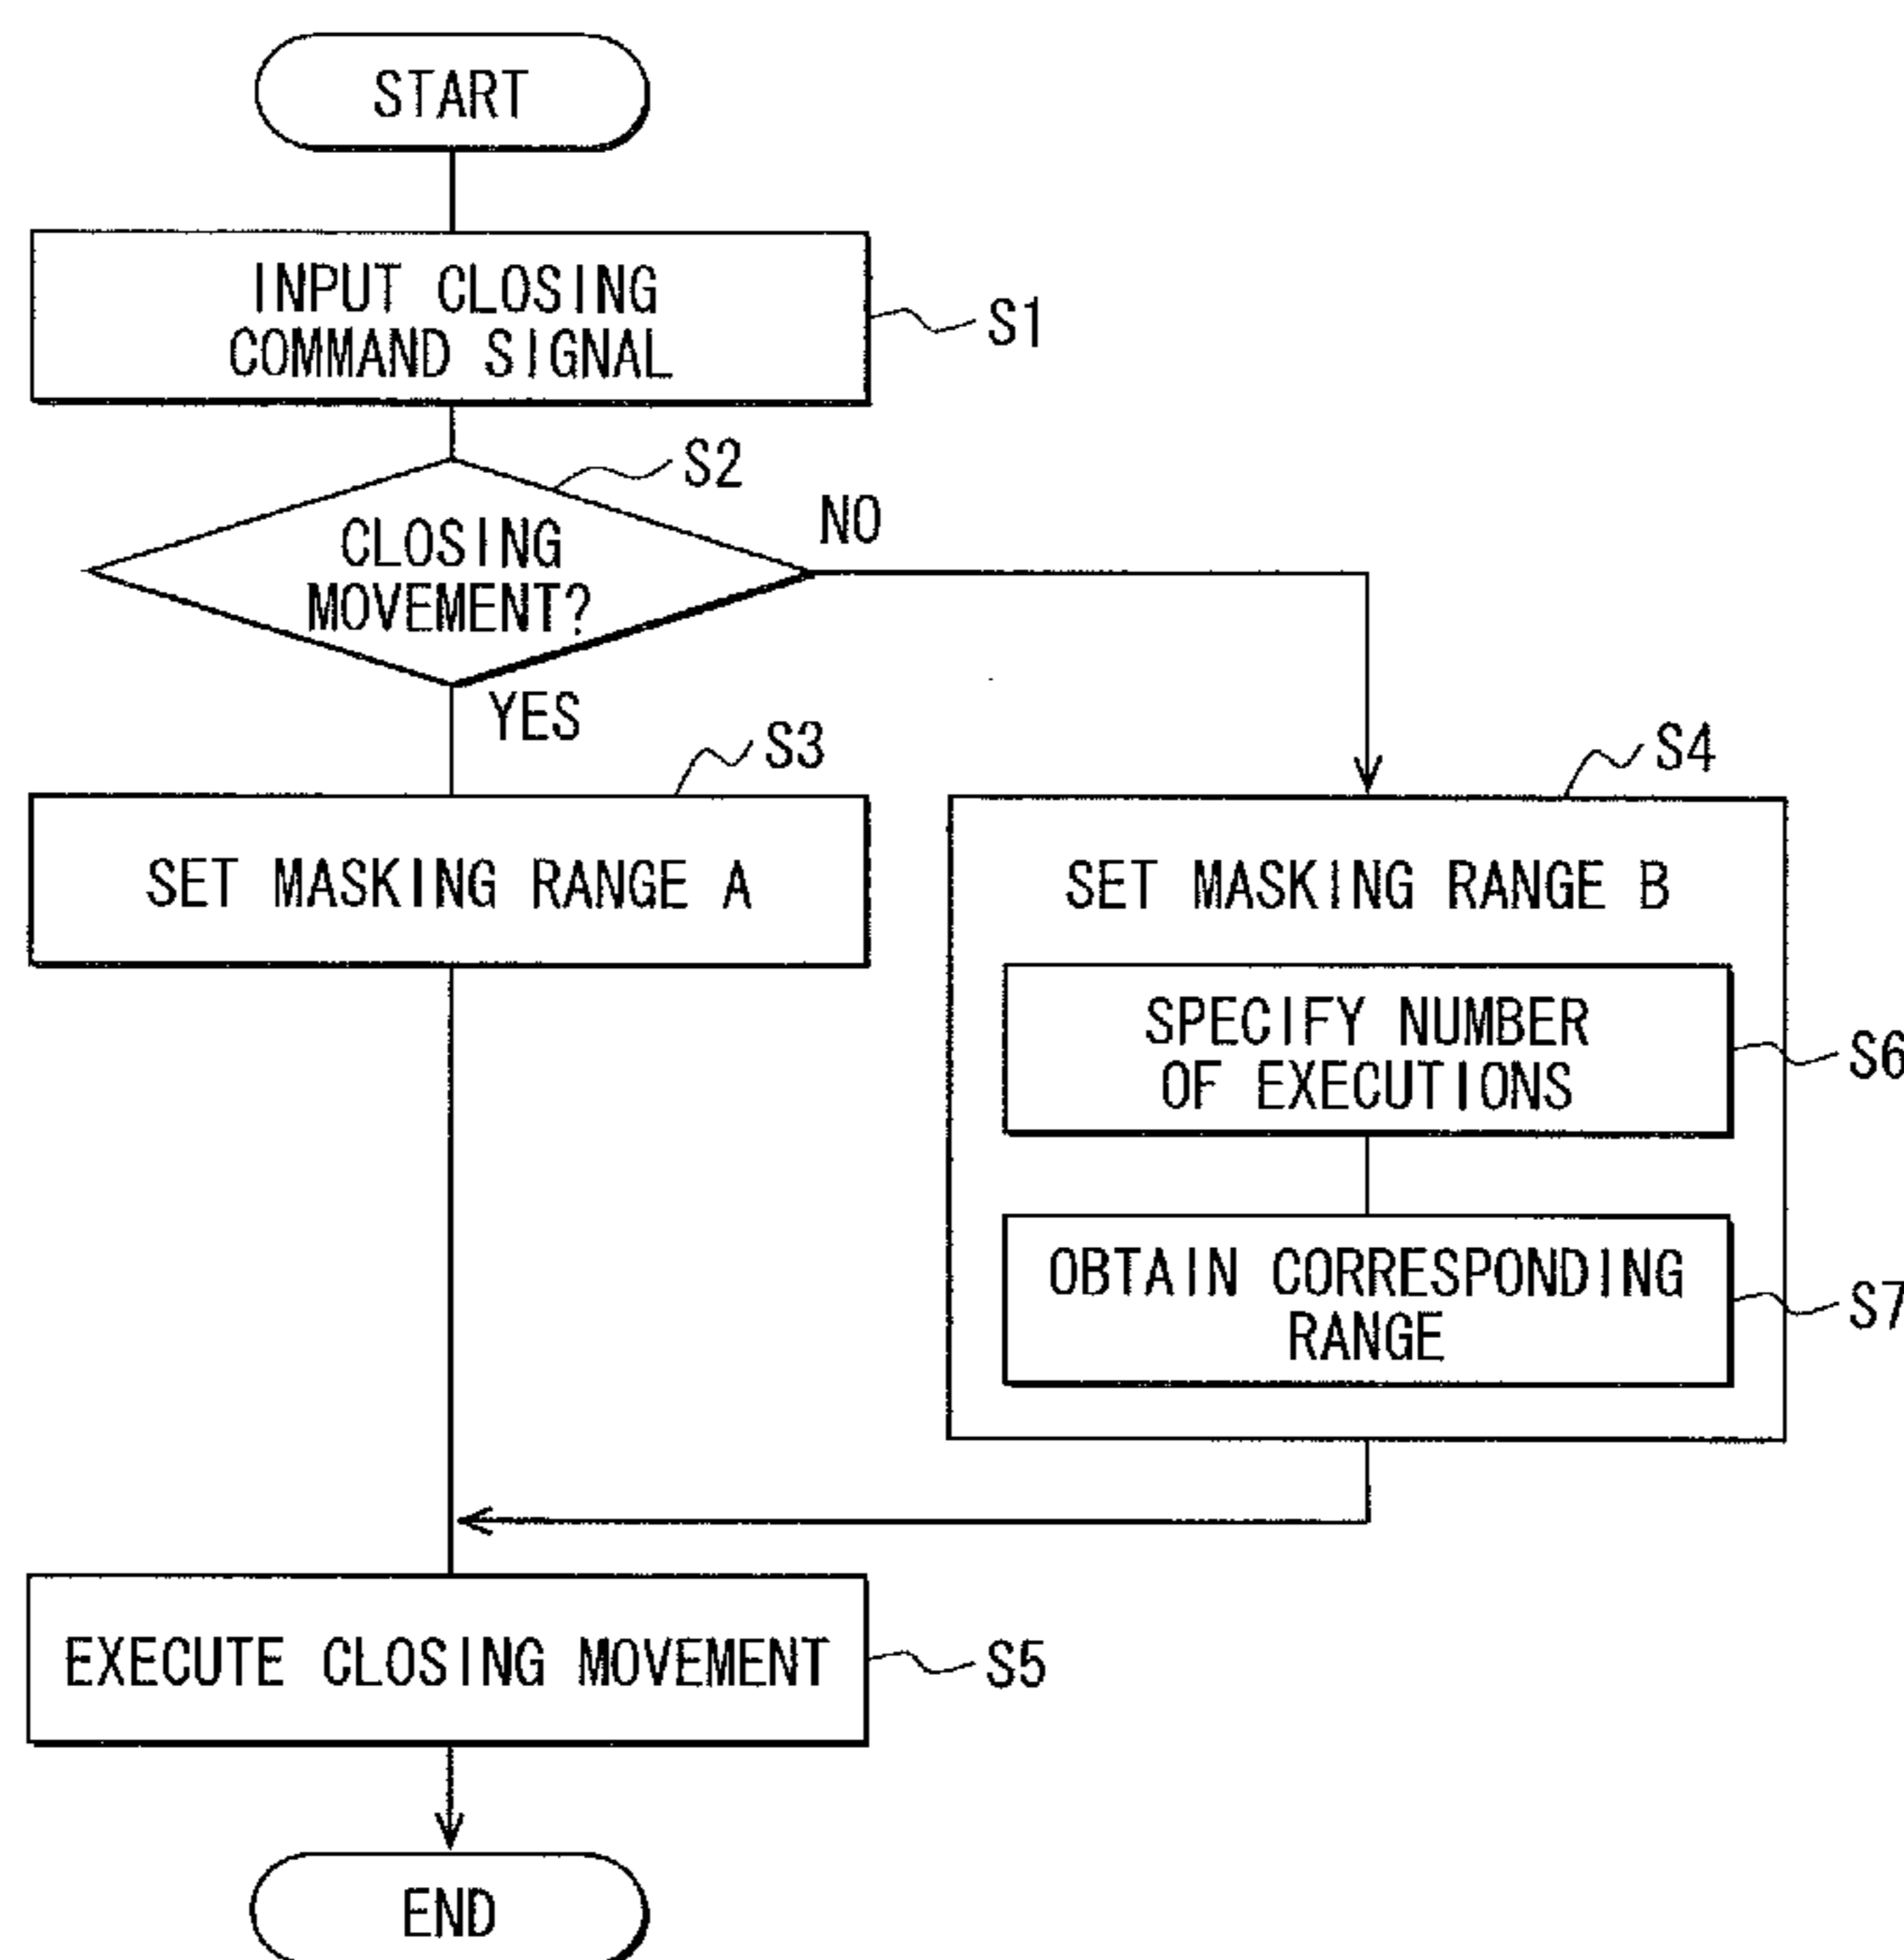 START
INPUT CLOSING
COMMAND SIGNAL
S1
S2
CLOSING
MOVEMENT?
NO
YES
S3
SET MASKING RANGE A
S4
SET MASKING RANGE B
SPECIFY NUMBER
OF EXECUTIONS
S6
OBTAIN CORRESPONDING
RANGE
S7
EXECUTE CLOSING MOVEMENT
S5
END